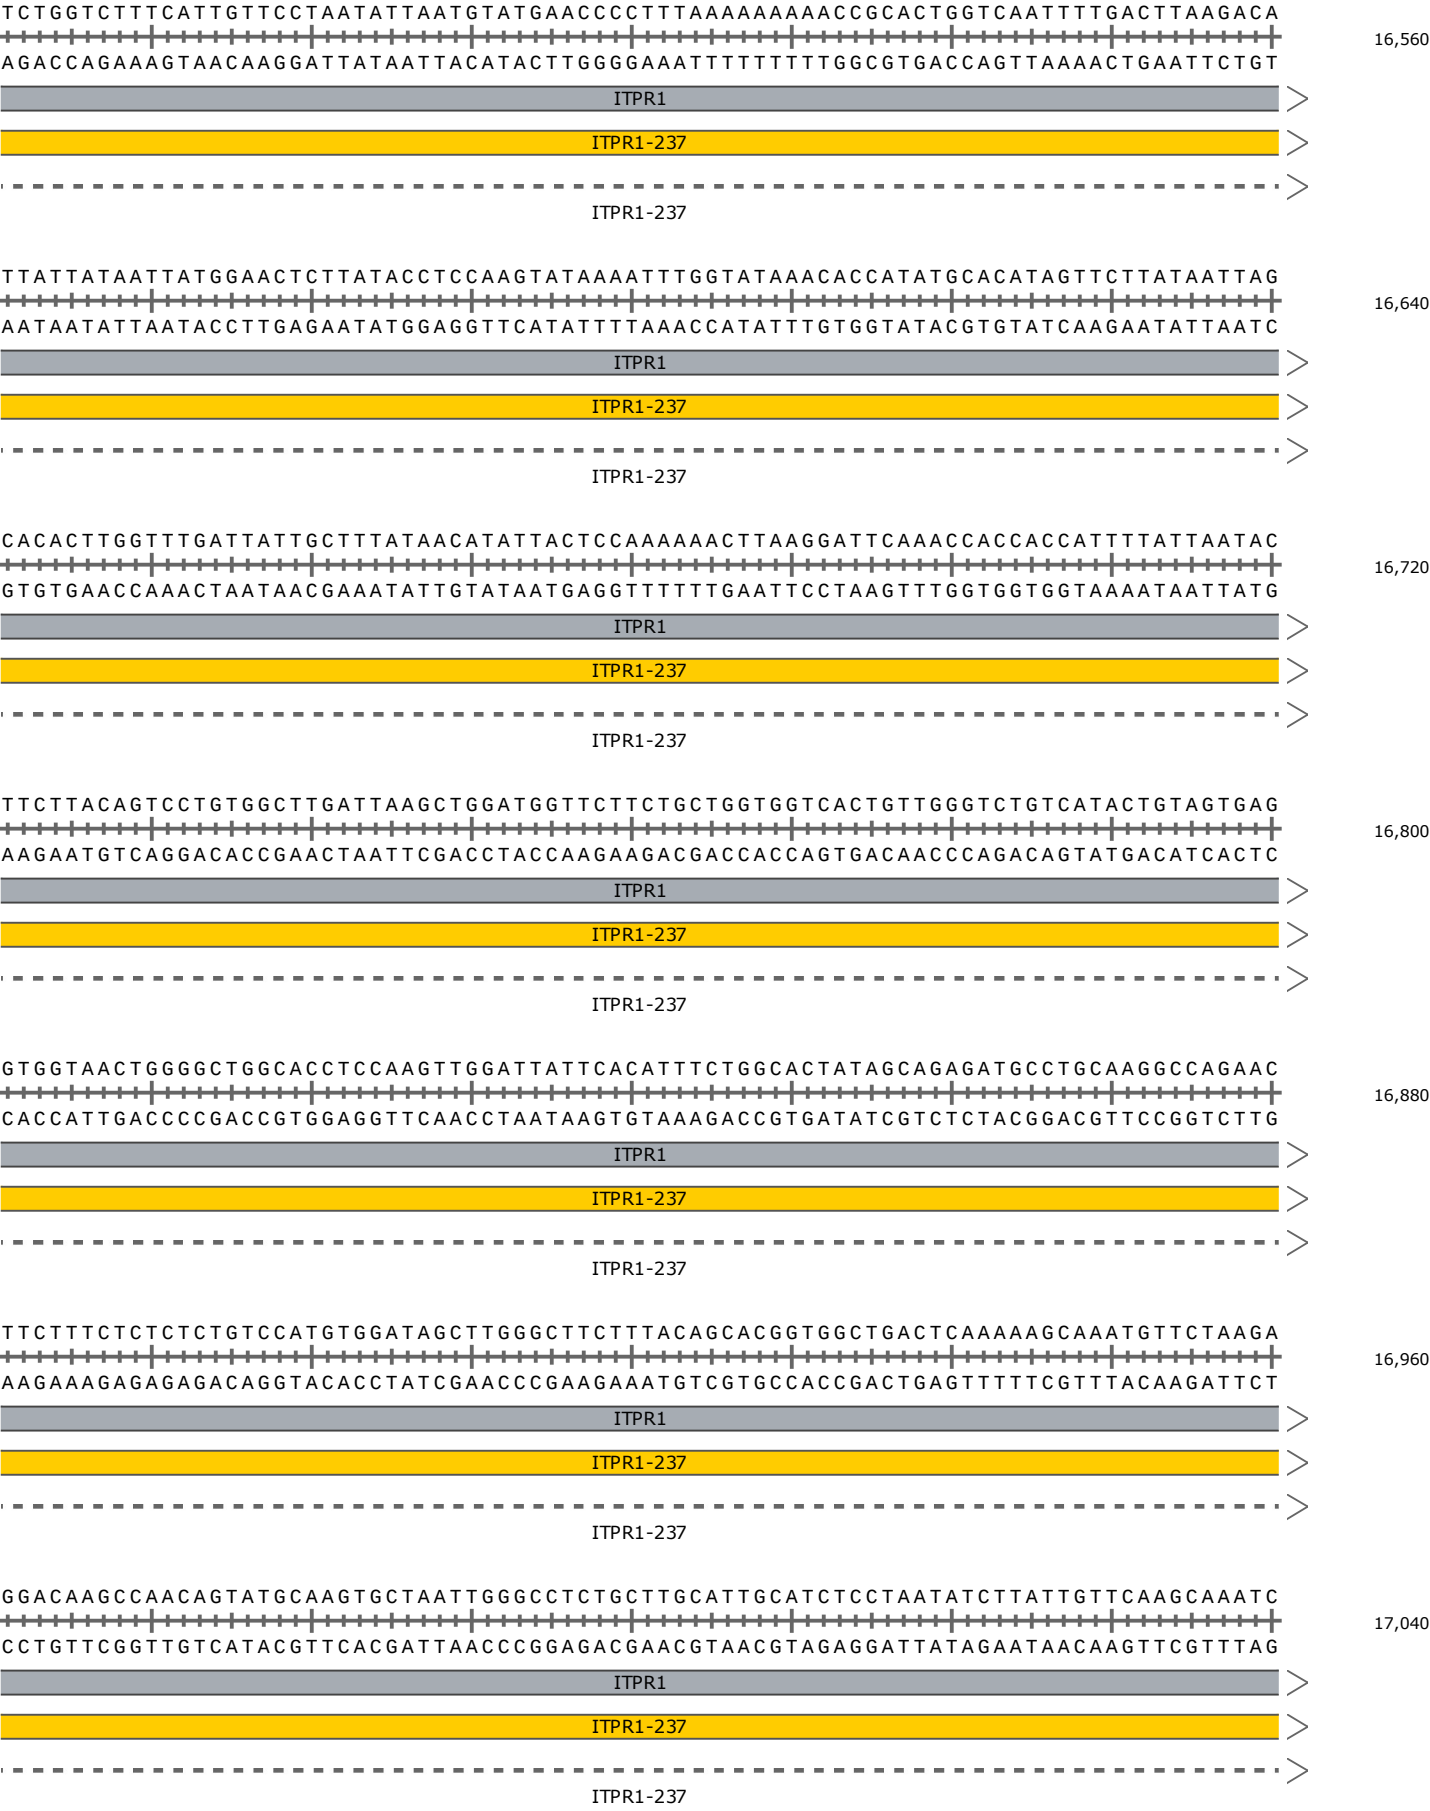 TCTGGTCTTTCATTGTTCCTAATATTAATGTATGAACCCCTTTAAAAAAAAACCGCACTGGTCAATTTTGACTTAAGACA
16,560
AGACCAGAAAGTAACAAGGATTATAATTACATACTTGGGGAAATTTTTTTTTGGCGTGACCAGTTAAAACTGAATTCTGT
ITPR1
ITPR1-237
ITPR1-237
TTATTATAATTATGGAACTCTTATACCTCCAAGTATAAAATTTGGTATAAACACCATATGCACATAGTTCTTATAATTAG
16,640
AATAATATTAATACCTTGAGAATATGGAGGTTCATATTTTAAACCATATTTGTGGTATACGTGTATCAAGAATATTAATC
ITPR1
ITPR1-237
ITPR1-237
CACACTTGGTTTGATTATTGCTTTATAACATATTACTCCAAAAAACTTAAGGATTCAAACCACCACCATTTTATTAATAC
16,720
GTGTGAACCAAACTAATAACGAAATATTGTATAATGAGGTTTTTTGAATTCCTAAGTTTGGTGGTGGTAAAATAATTATG
ITPR1
ITPR1-237
ITPR1-237
TTCTTACAGTCCTGTGGCTTGATTAAGCTGGATGGTTCTTCTGCTGGTGGTCACTGTTGGGTCTGTCATACTGTAGTGAG
16,800
AAGAATGTCAGGACACCGAACTAATTCGACCTACCAAGAAGACGACCACCAGTGACAACCCAGACAGTATGACATCACTC
ITPR1
ITPR1-237
ITPR1-237
GTGGTAACTGGGGCTGGCACCTCCAAGTTGGATTATTCACATTTCTGGCACTATAGCAGAGATGCCTGCAAGGCCAGAAC
16,880
CACCATTGACCCCGACCGTGGAGGTTCAACCTAATAAGTGTAAAGACCGTGATATCGTCTCTACGGACGTTCCGGTCTTG
ITPR1
ITPR1-237
ITPR1-237
TTCTTTCTCTCTCTGTCCATGTGGATAGCTTGGGCTTCTTTACAGCACGGTGGCTGACTCAAAAAGCAAATGTTCTAAGA
16,960
AAGAAAGAGAGAGACAGGTACACCTATCGAACCCGAAGAAATGTCGTGCCACCGACTGAGTTTTTCGTTTACAAGATTCT
ITPR1
ITPR1-237
ITPR1-237
GGACAAGCCAACAGTATGCAAGTGCTAATTGGGCCTCTGCTTGCATTGCATCTCCTAATATCTTATTGTTCAAGCAAATC
17,040
CCTGTTCGGTTGTCATACGTTCACGATTAACCCGGAGACGAACGTAACGTAGAGGATTATAGAATAACAAGTTCGTTTAG
ITPR1
ITPR1-237
ITPR1-237